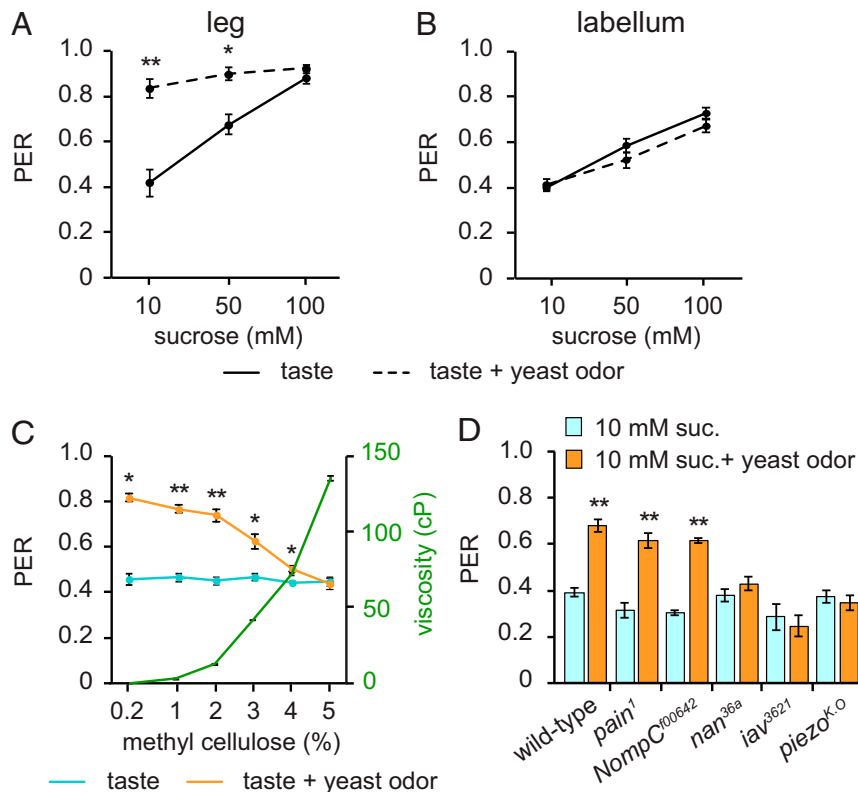 A leg
B labellum
PER
1.0
0.8
0.6
0.4
0.2
0
** *
10 50 100
sucrose (mM)
PER
1.0
0.8
0.6
0.4
0.2
0
10 50 100
sucrose (mM)
taste taste + yeast odor
C
PER
1.0
0.8
0.6
0.4
0.2
0
* ** ** * *
150
100
50
0
viscosity (cP)
0.2 1 2 3 4 5
methyl cellulose (%)
taste taste + yeast odor
D
10 mM suc.
10 mM suc.+ yeast odor
PER
1.0
0.8
0.6
0.4
0.2
0
** ** **
wild-type
pain1
NompCf00642
nan36a
iav3621
piezoK.O